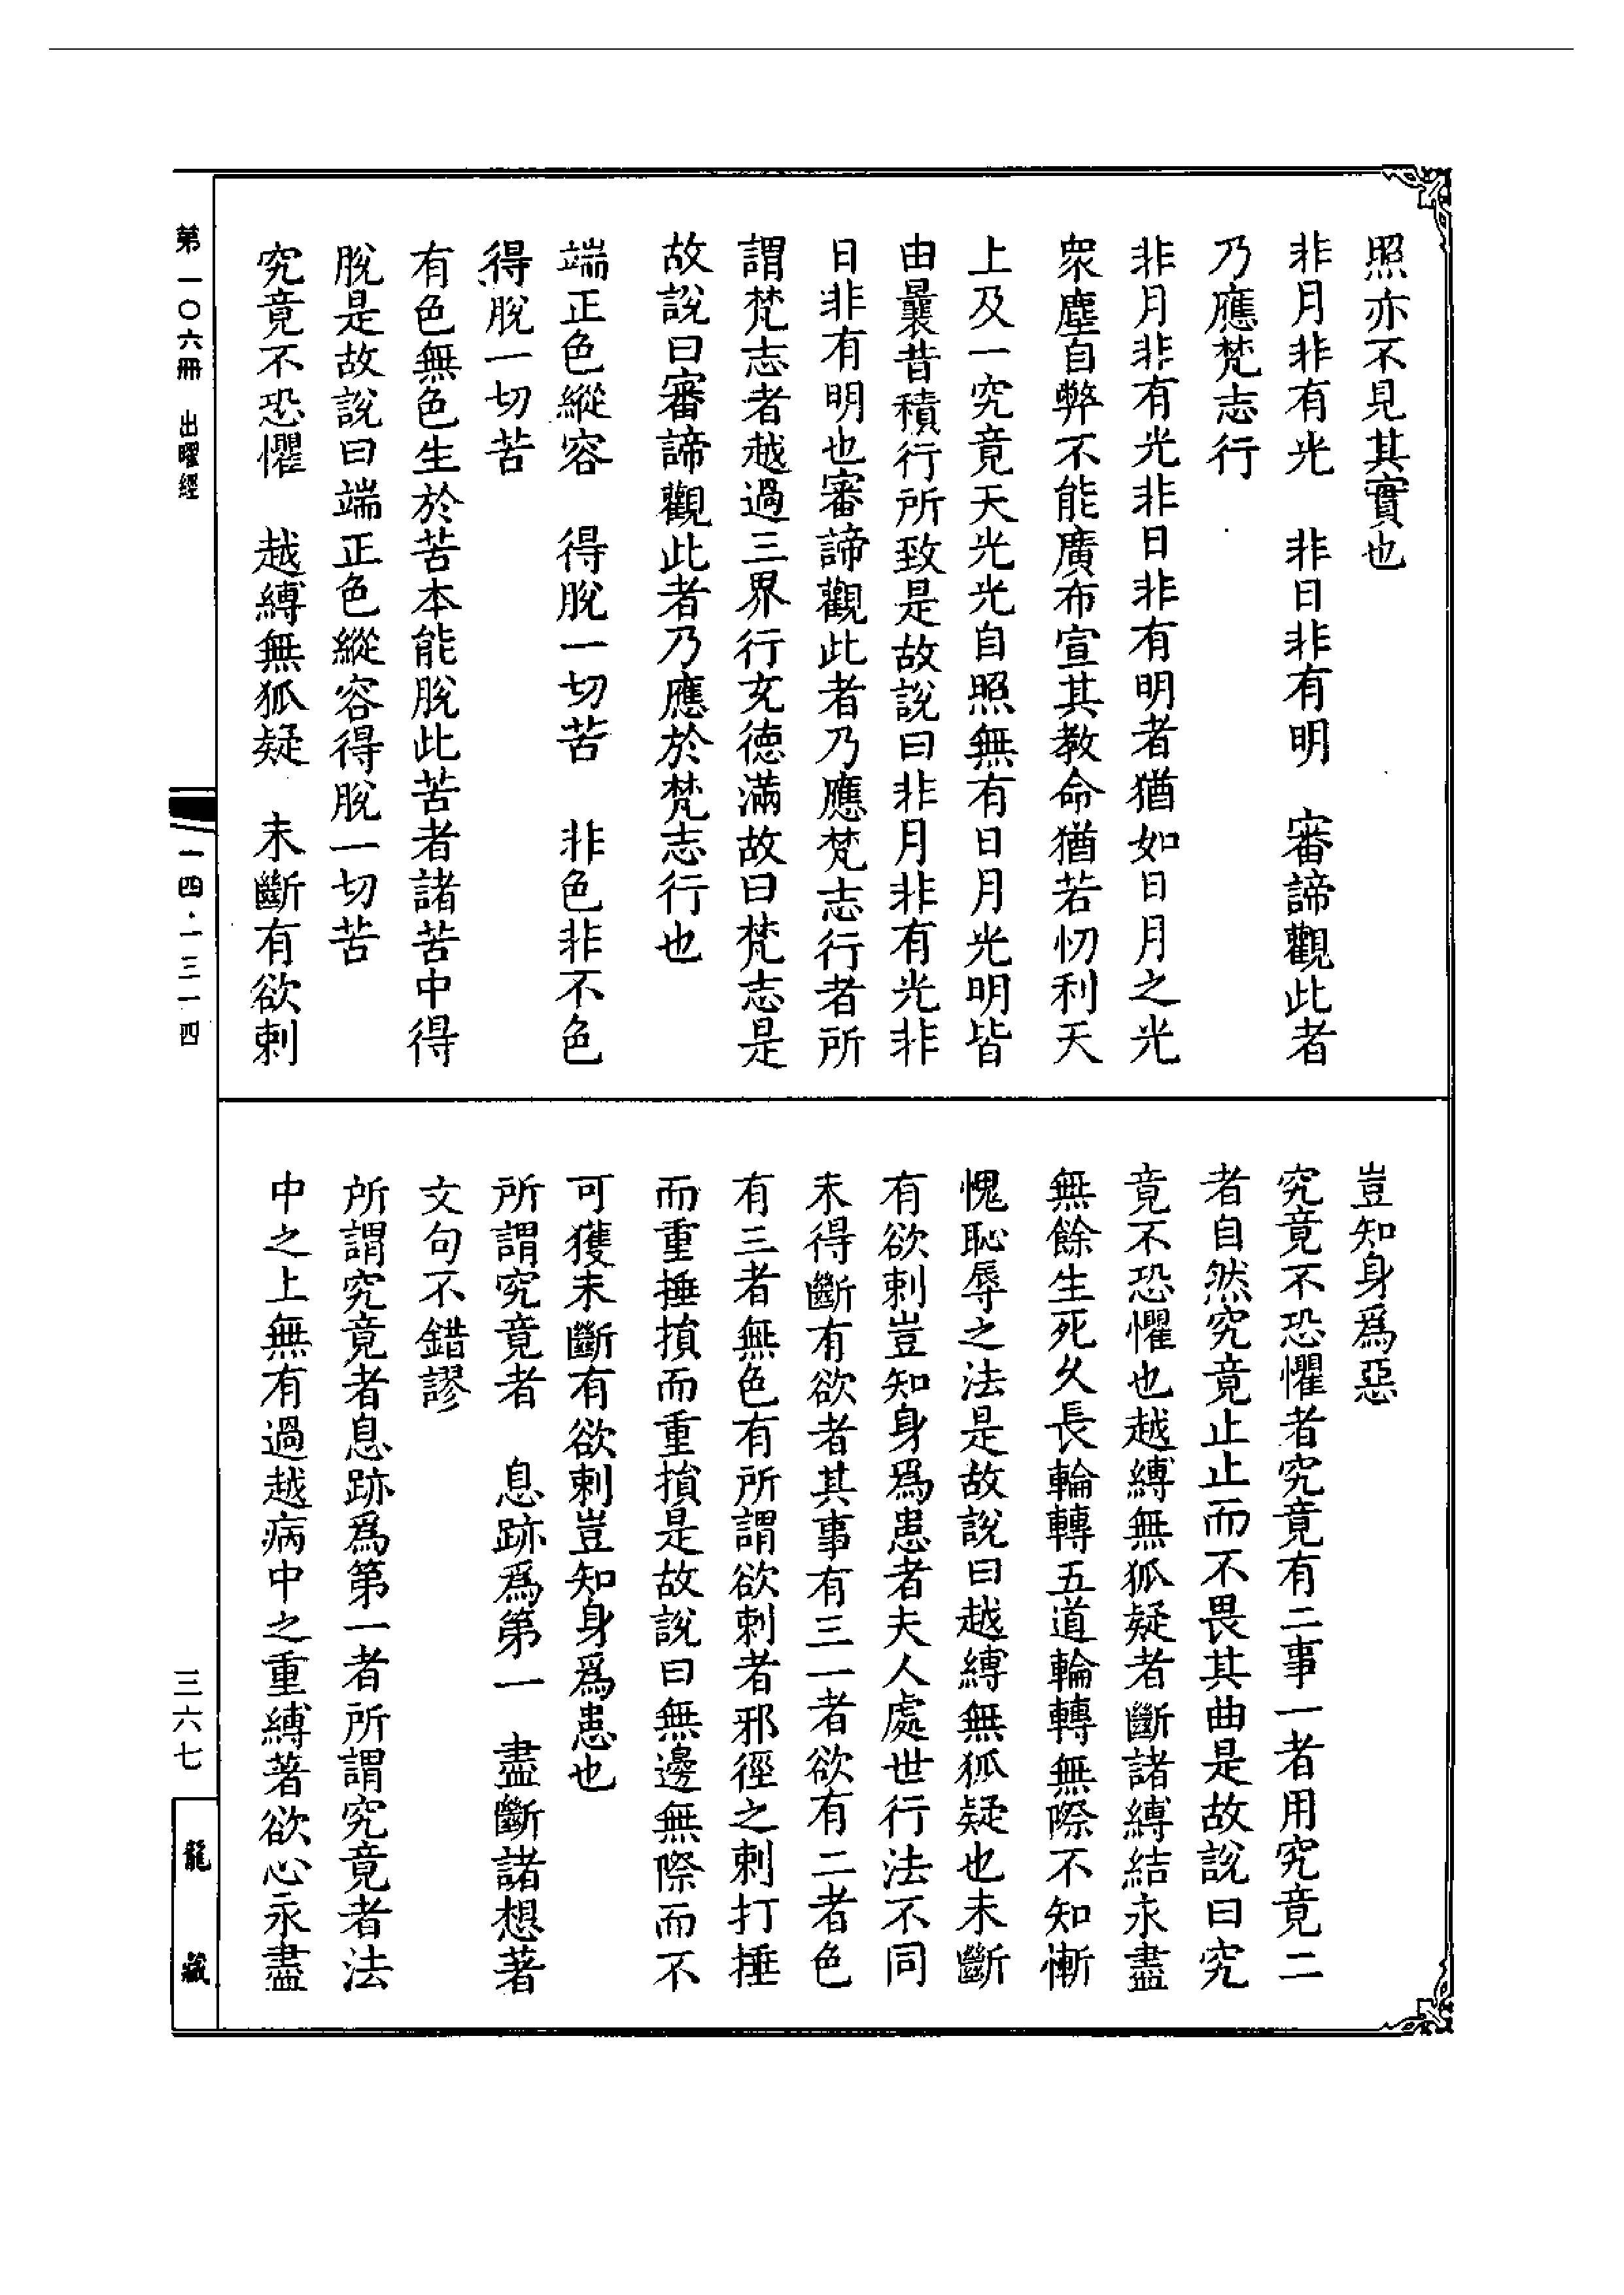 照亦不見其實也
非月非有光　非日非有明　審諦觀此者
乃應梵志行
非月非有光非日非有明者猶如日月之光
衆塵自弊不能廣布宣其教命猶若忉利天
上及一究竟天光光自照無有日月光明皆
由曩昔積行所致是故說曰非月非有光非
日非有明也審諦觀此者乃應梵志行者所
謂梵志者越過三界行玄德滿故曰梵志是
故說曰審諦觀此者乃應於梵志行也
端正色縱容　得脫一切苦　非色非不色
得脫一切苦
有色無色生於苦本能脫此苦者諸苦中得
脫是故說曰端正色縱容得脫一切苦
究竟不恐懼　越縛無狐疑　未斷有欲刺
豈知身爲惡
究竟不恐懼者究竟有二事一者用究竟二
者自然究竟止止而不畏其曲是故說曰究
竟不恐懼也越縛無狐疑者斷諸縛結永盡
無餘生死久長輪轉五道輪轉無際不知慚
愧恥辱之法是故說曰越縛無狐疑也未斷
有欲刺豈知身爲患者夫人處世行法不同
未得斷有欲者其事有三一者欲有二者色
有三者無色有所謂欲刺者邪徑之刺打捶
而重捶損而重損是故說曰無邊無際而不
可獲未斷有欲刺豈知身爲患也
所謂究竟者　息跡爲第一　盡斷諸想著
文句不錯謬
所謂究竟者息跡爲第一者所謂究竟者法
中之上無有過越病中之重縛著欲心永盡
第一〇六冊　出曜經
一四·一三一四
三六七
龍藏